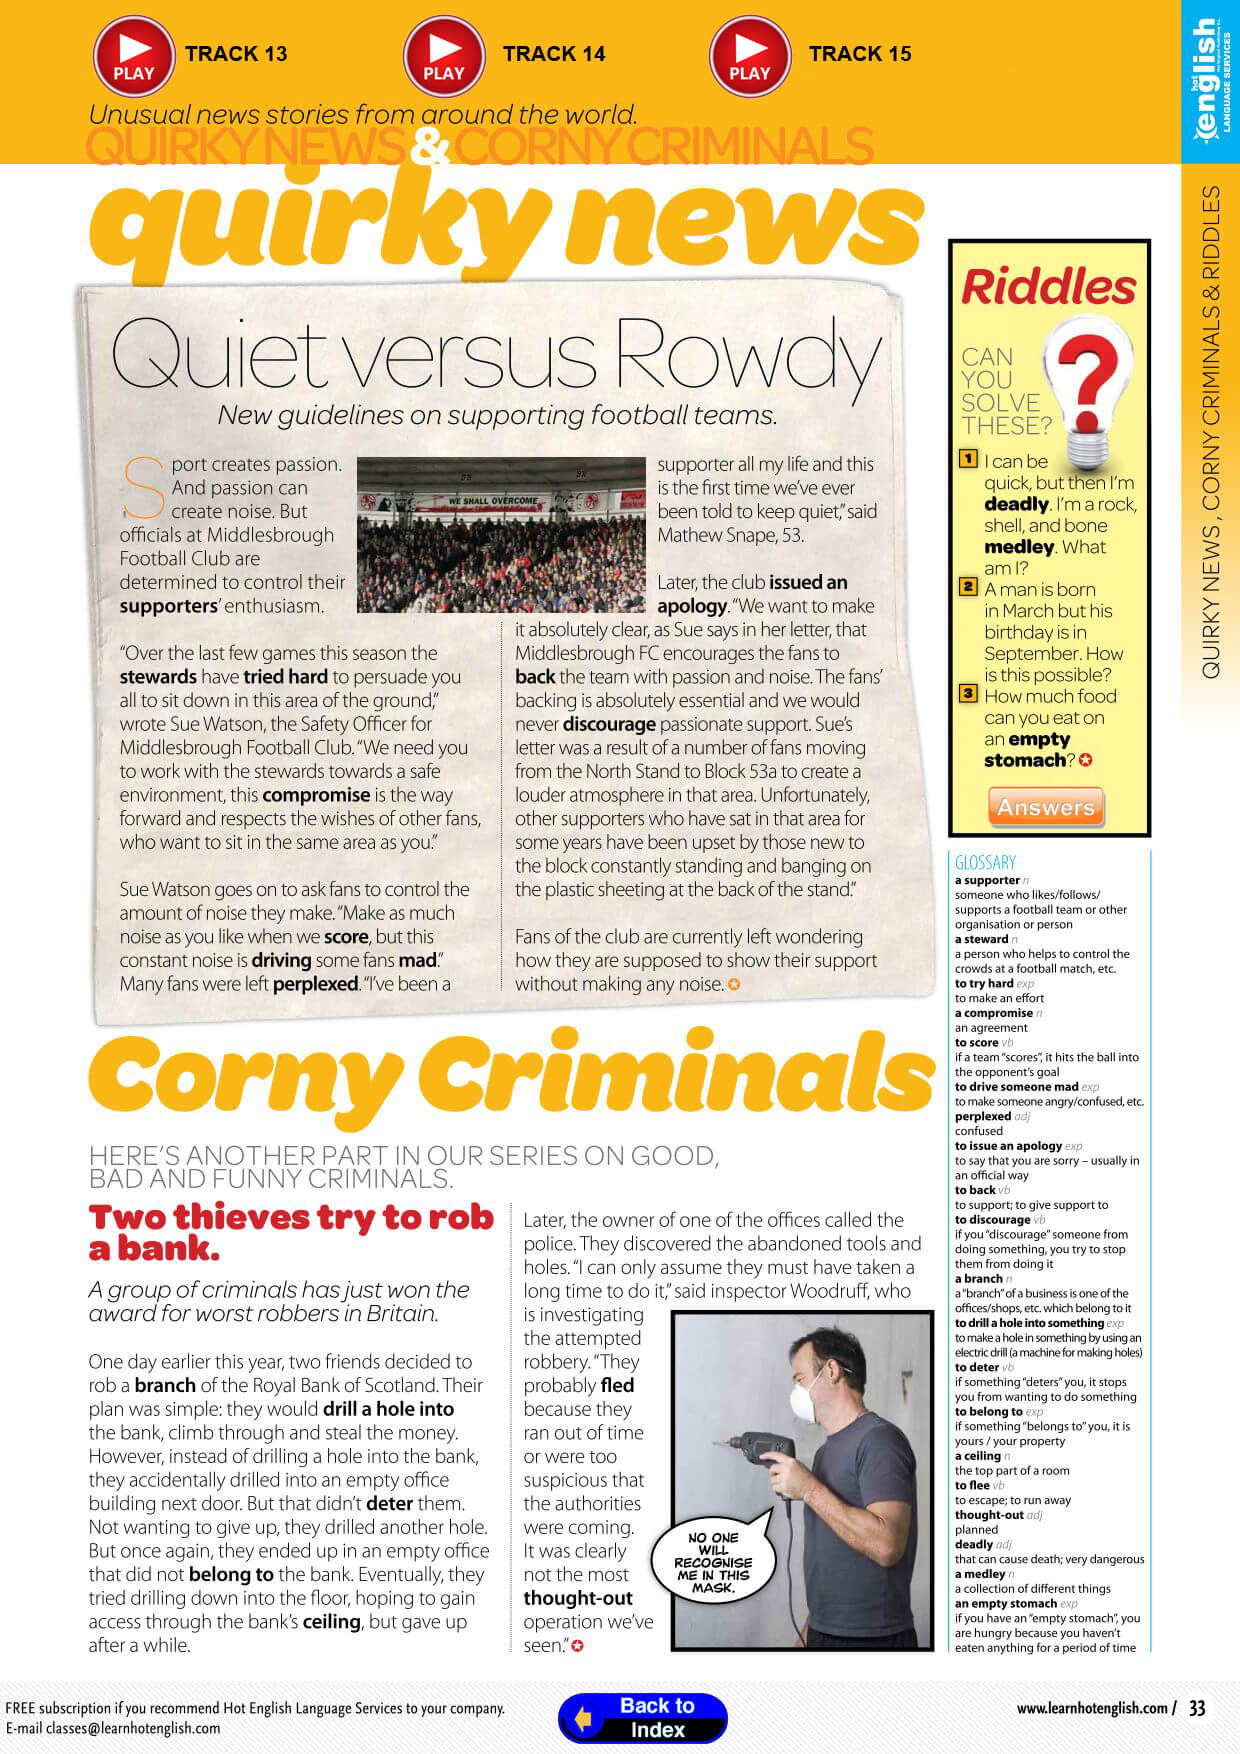 PLAY
TRACK 13
PLAY
TRACK 14
PLAY
TRACK 15
Unusual news stories from around the world.
QUIRKY NEWS & CORNY CRIMINALS
quirky news
Quiet versus Rowdy
New guidelines on supporting football teams.
Sport creates passion.
And passion can
create noise. But
officials at Middlesbrough
Football Club are
determined to control their
supporters’ enthusiasm.
“Over the last few games this season the
stewards have tried hard to persuade you
all to sit down in this area of the ground,”
wrote Sue Watson, the Safety Officer for
Middlesbrough Football Club. “We need you
to work with the stewards towards a safe
environment, this compromise is the way
forward and respects the wishes of other fans,
who want to sit in the same area as you.”
Sue Watson goes on to ask fans to control the
amount of noise they make. “Make as much
noise as you like when we score, but this
constant noise is driving some fans mad.”
Many fans were left perplexed. “I’ve been a
WE SHALL OVERCOME
supporter all my life and this
is the first time we’ve ever
been told to keep quiet,” said
Mathew Snape, 53.
Later, the club issued an
apology. “We want to make
it absolutely clear, as Sue says in her letter, that
Middlesbrough FC encourages the fans to
back the team with passion and noise. The fans’
backing is absolutely essential and we would
never discourage passionate support. Sue’s
letter was a result of a number of fans moving
from the North Stand to Block 53a to create a
louder atmosphere in that area. Unfortunately,
other supporters who have sat in that area for
some years have been upset by those new to
the block constantly standing and banging on
the plastic sheeting at the back of the stand.”
Fans of the club are currently left wondering
how they are supposed to show their support
without making any noise.
Corny Criminals
HERE’S ANOTHER PART IN OUR SERIES ON GOOD,
BAD AND FUNNY CRIMINALS.
Two thieves try to rob
a bank.
A group of criminals has just won the
award for worst robbers in Britain.
One day earlier this year, two friends decided to
rob a branch of the Royal Bank of Scotland. Their
plan was simple: they would drill a hole into
the bank, climb through and steal the money.
However, instead of drilling a hole into the bank,
they accidentally drilled into an empty office
building next door. But that didn’t deter them.
Not wanting to give up, they drilled another hole.
But once again, they ended up in an empty office
that did not belong to the bank. Eventually, they
tried drilling down into the floor, hoping to gain
access through the bank’s ceiling, but gave up
after a while.
Later, the owner of one of the offices called the
police. They discovered the abandoned tools and
holes. “I can only assume they must have taken a
long time to do it,” said inspector Woodruff, who
is investigating
the attempted
robbery. “They
probably fled
because they
ran out of time
or were too
suspicious that
the authorities
were coming.
It was clearly
not the most
thought-out
operation we’ve
seen.”
NO ONE
WILL
RECOGNISE
ME IN THIS
MASK.
Riddles
CAN
YOU
SOLVE
THESE?
1 I can be
quick, but then I’m
deadly. I’m a rock,
shell, and bone
medley. What
am I?
2 A man is born
in March but his
birthday is in
September. How
is this possible?
3 How much food
can you eat on
an empty
stomach?
Answers
GLOSSARY
a supporter n
someone who likes/follows/
supports a football team or other
organisation or person
a steward n
a person who helps to control the
crowds at a football match, etc.
to try hard exp
to make an effort
a compromise n
an agreement
to score vb
if a team “scores”, it hits the ball into
the opponent’s goal
to drive someone mad exp
to make someone angry/confused, etc.
perplexed adj
confused
to issue an apology exp
to say that you are sorry – usually in
an official way
to back vb
to support; to give support to
to discourage vb
if you “discourage” someone from
doing something, you try to stop
them from doing it
a branch n
a “branch” of a business is one of the
offices/shops, etc. which belong to it
to drill a hole into something exp
to make a hole in something by using an
electric drill (a machine for making holes)
to deter vb
if something “deters” you, it stops
you from wanting to do something
to belong to exp
if something “belongs to” you, it is
yours / your property
a ceiling n
the top part of a room
to flee vb
to escape; to run away
thought-out adj
planned
deadly adj
that can cause death; very dangerous
a medley n
a collection of different things
an empty stomach exp
if you have an “empty stomach”, you
are hungry because you haven’t
eaten anything for a period of time
hot
english
LANGUAGE SERVICES
QUIRKY NEWS , CORNY CRIMINALS & RIDDLES
FREE subscription if you recommend Hot English Language Services to your company.
E-mail classes@learnhotenglish.com
Back to
Index
www.learnhotenglish.com / 33